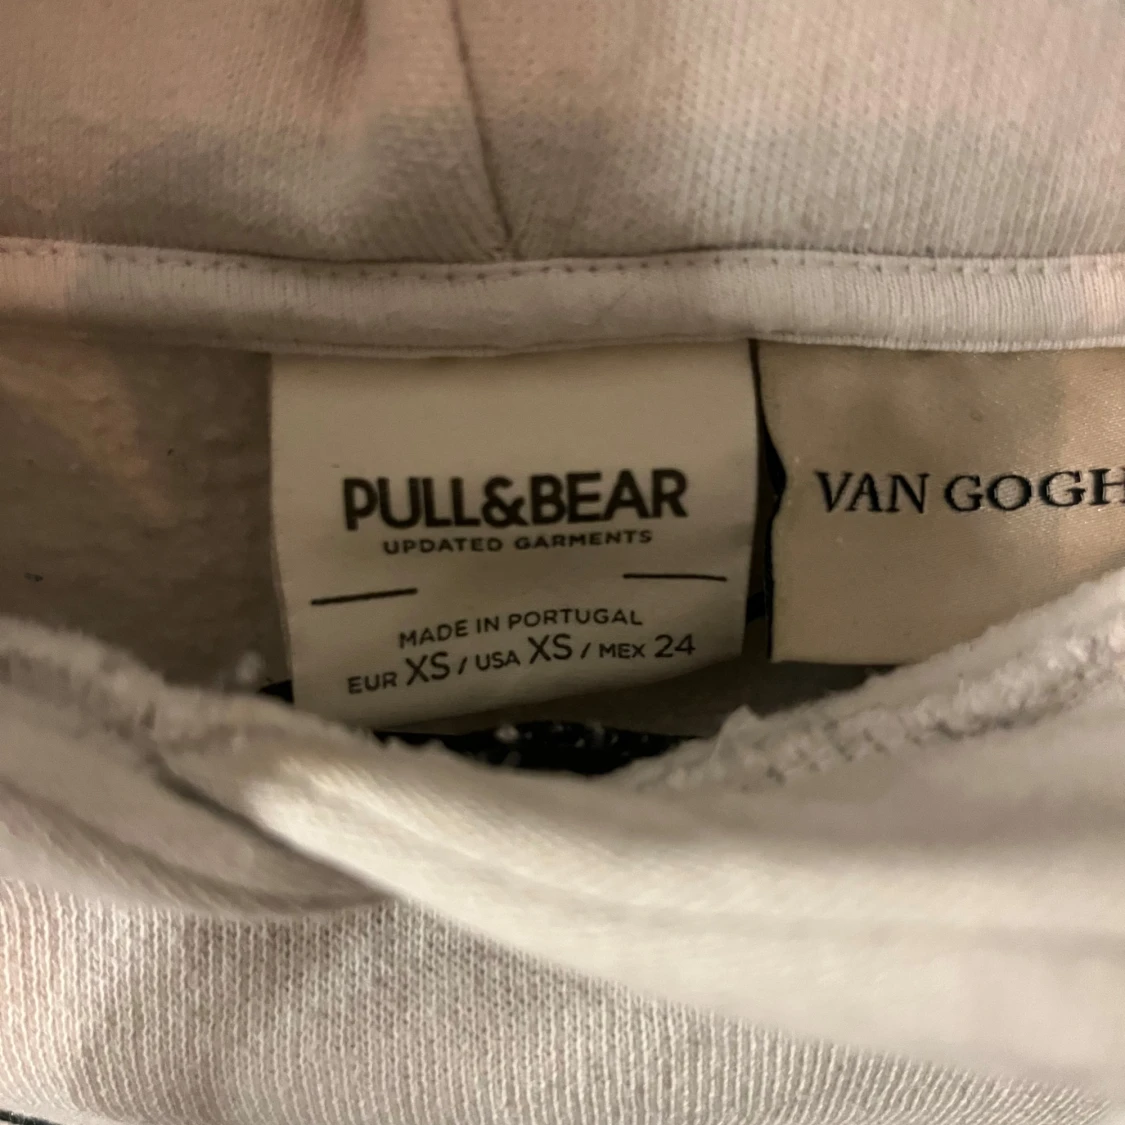 PULL&BEAR
UPDATED GARMENTS
MADE IN PORTUGAL
EUR XS / USA XS / MEX 24
VAN GOGH